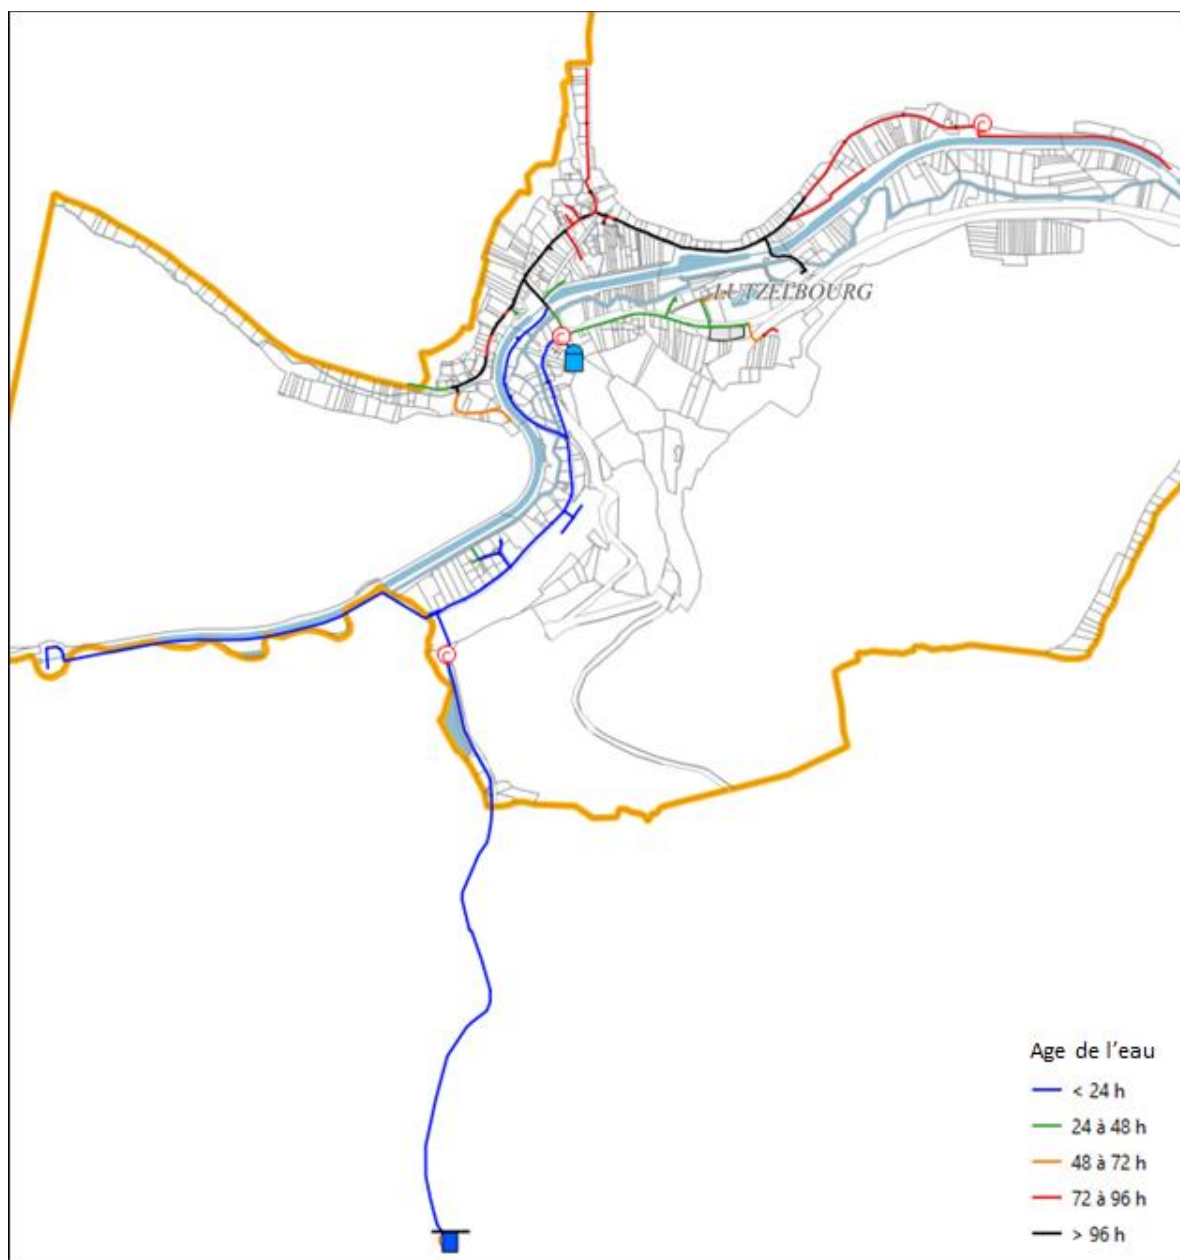 LUTZELBOURG
Age de l'eau
< 24 h
24 à 48 h
48 à 72 h
72 à 96 h
> 96 h